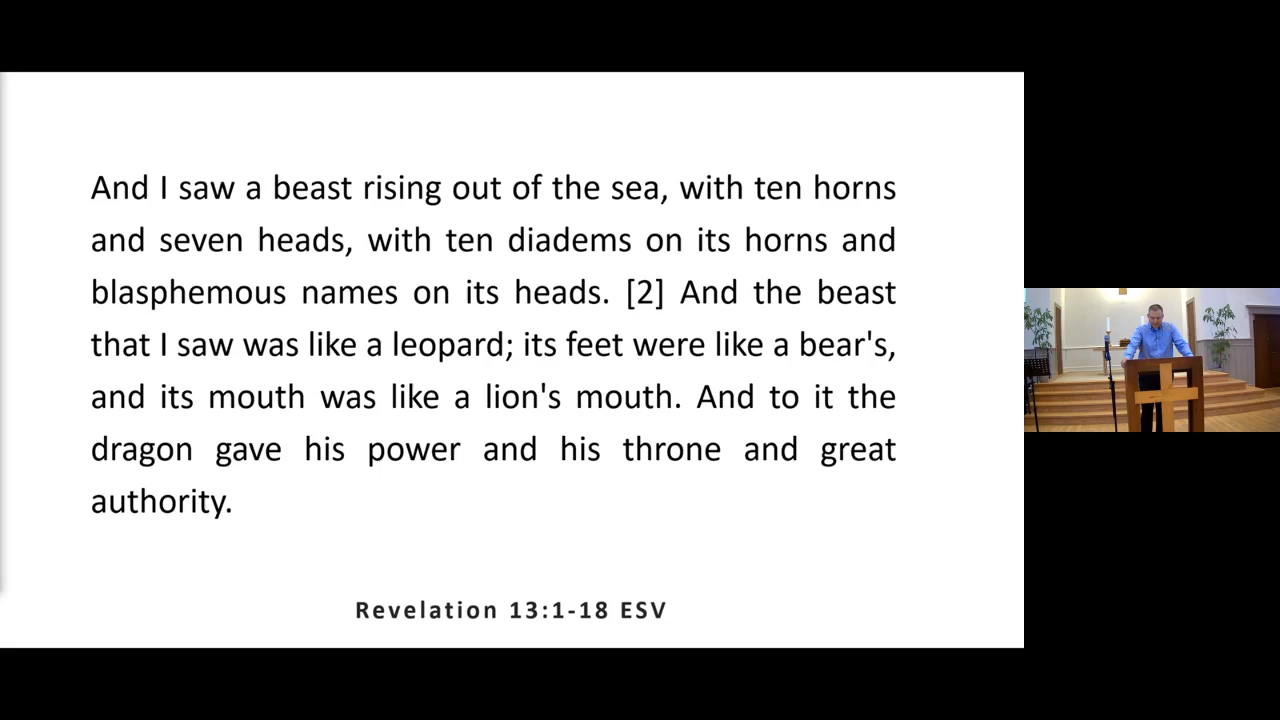 And I saw a beast rising out of the sea, with ten horns
and seven heads, with ten diadems on its horns and
blasphemous names on its heads. [2] And the beast
that I saw was like a leopard; its feet were like a bear's,
and its mouth was like a lion's mouth. And to it the
dragon gave his power and his throne and great
authority.
Revelation 13:1-18 ESV